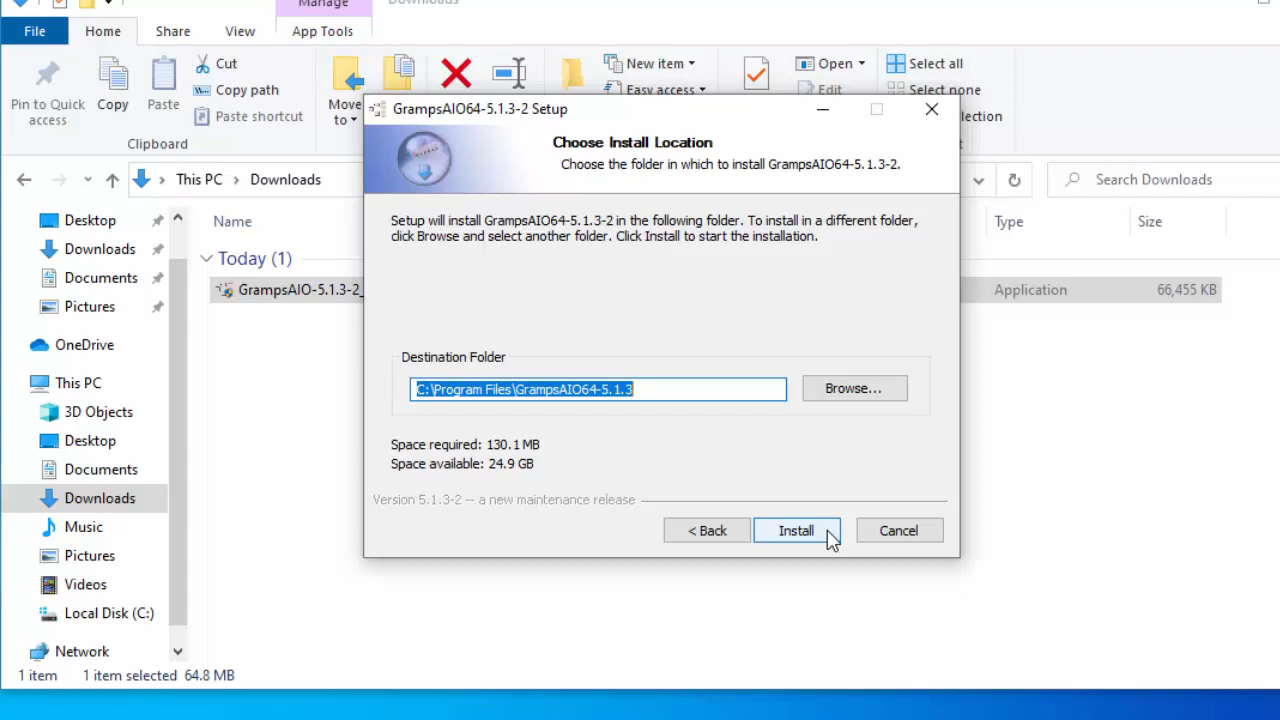 Manage
Downloads
File
Home
Share
View
App Tools
Pin to Quick
access
Copy
Paste
Cut
Copy path
Paste shortcut
Clipboard
Move
to
New item
Easy access
Open
Edit
Select all
Select none
This PC
Downloads
Search Downloads
Name
Type
Size
Today (1)
GrampsAIO-5.1.3-2_
Application
66,455 KB
Desktop
Downloads
Documents
Pictures
OneDrive
This PC
3D Objects
Desktop
Documents
Downloads
Music
Pictures
Videos
Local Disk (C:)
Network
1 item
1 item selected
64.8 MB
GrampsAIO64-5.1.3-2 Setup
Choose Install Location
Choose the folder in which to install GrampsAIO64-5.1.3-2.
Setup will install GrampsAIO64-5.1.3-2 in the following folder. To install in a different folder,
click Browse and select another folder. Click Install to start the installation.
Destination Folder
C:\Program Files\GrampsAIO64-5.1.3
Browse...
Space required: 130.1 MB
Space available: 24.9 GB
Version 5.1.3-2 -- a new maintenance release
< Back
Install
Cancel